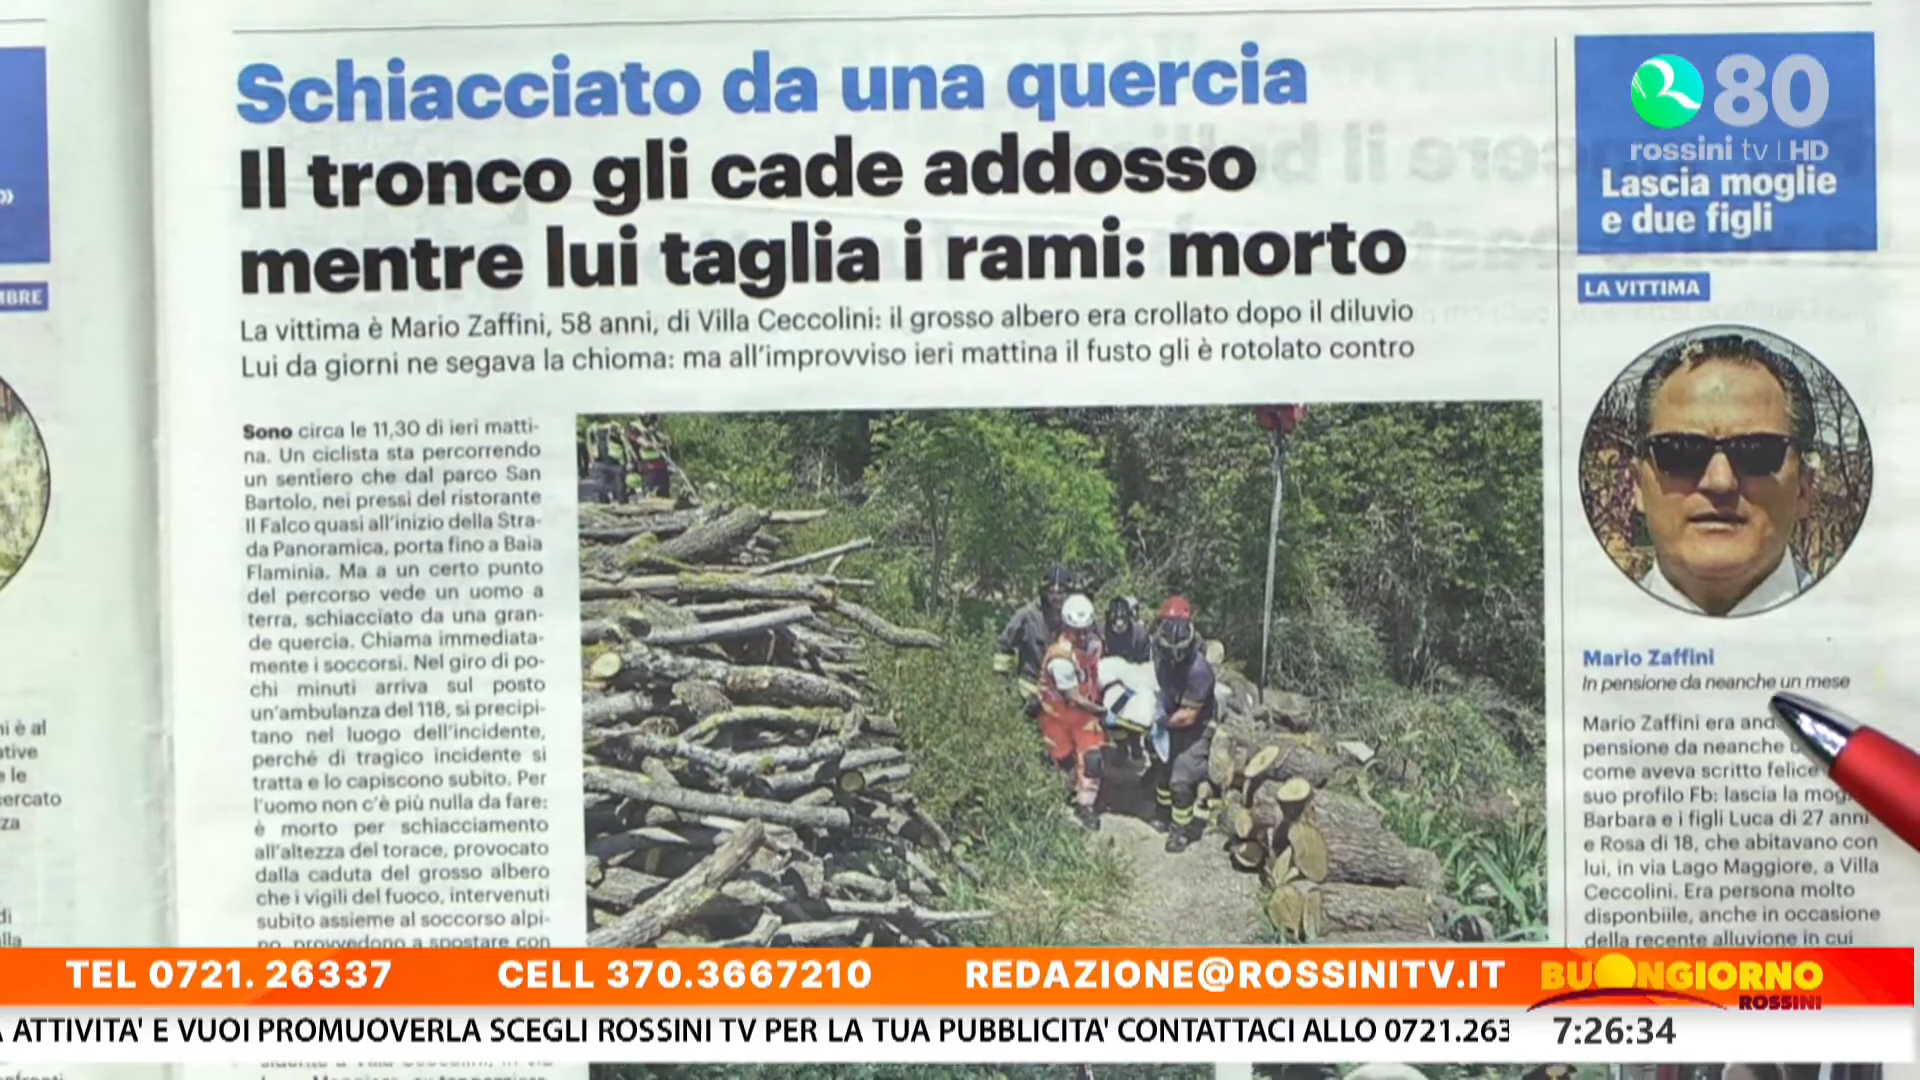 Schiacciato da una quercia
Il tronco gli cade addosso
mentre lui taglia i rami: morto
La vittima è Mario Zaffini, 58 anni, di Villa Ceccolini: il grosso albero era crollato dopo il diluvio
Lui da giorni ne segava la chioma: ma all'improvviso ieri mattina il fusto gli è rotolato contro
Sono circa le 11,30 di ieri matti-
na. Un ciclista sta percorrendo
un sentiero che dal parco San
Bartolo, nei pressi del ristorante
Il Falco quasi all'inizio della Stra-
da Panoramica, porta fino a Baia
Flaminia. Ma a un certo punto
del percorso vede un uomo a
terra, schiacciato da una gran-
de quercia. Chiama immediata-
mente i soccorsi. Nel giro di po-
chi minuti arriva sul posto
un'ambulanza del 118, si precipi-
tano nel luogo dell'incidente,
perché di tragico incidente si
tratta e lo capiscono subito. Per
l'uomo non c'è più nulla da fare:
è morto per schiacciamento
all'altezza del torace, provocato
dalla caduta del grosso albero
che i vigili del fuoco, intervenuti
subito assieme al soccorso alpi-
no, provvedono a spostare con
80
rossini tv | HD
Lascia moglie
e due figli
LA VITTIMA
Mario Zaffini
In pensione da neanche un mese
Mario Zaffini era and
pensione da neanche
come aveva scritto felice
suo profilo Fb: lascia la mog
Barbara e i figli Luca di 27 anni
e Rosa di 18, che abitavano con
lui, in via Lago Maggiore, a Villa
Ceccolini. Era persona molto
disponbiile, anche in occasione
della recente alluvione in cui
»
MBRE
ni è al
ative
e le
ercato
za
di
illa
TEL 0721. 26337 CELL 370.3667210 REDAZIONE@ROSSINITV.IT
BUONGIORNO
ROSSINI
ATTIVITA' E VUOI PROMUOVERLA SCEGLI ROSSINI TV PER LA TUA PUBBLICITA' CONTATTACI ALLO 0721.263
7:26:34